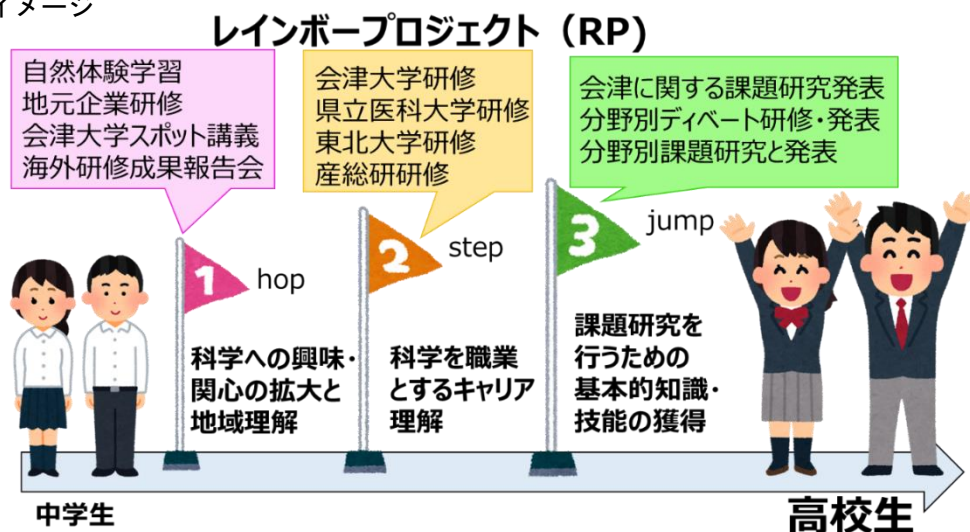 イメージ
レインボープロジェクト（RP)
自然体験学習
地元企業研修
会津大学スポット講義
海外研修成果報告会
会津大学研修
県立医科大学研修
東北大学研修
産総研研修
会津に関する課題研究発表
分野別ディベート研修・発表
分野別課題研究と発表
1
hop
2
step
3
jump
科学への興味・
関心の拡大と
地域理解
科学を職業
とするキャリア
理解
課題研究を
行うための
基本的知識・
技能の獲得
中学生
高校生